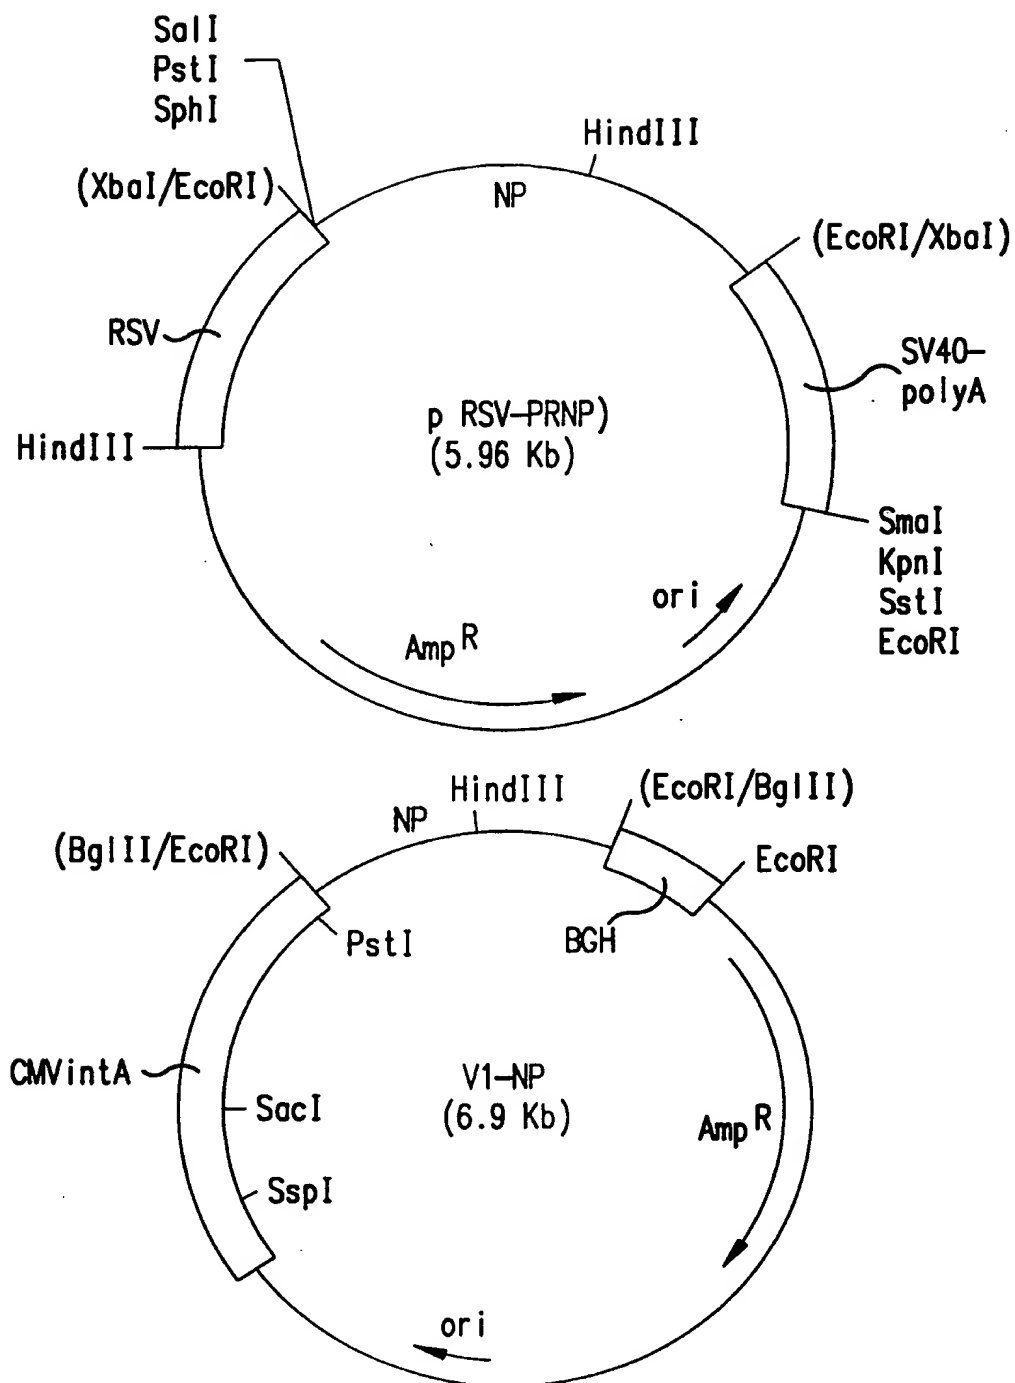 SalI
PstI
SphI
HindIII
(XbaI/EcoRI)
NP
(EcoRI/XbaI)
RSV
SV40-
polyA
p RSV-PRNP)
(5.96 Kb)
HindIII
SmaI
KpnI
SstI
EcoRI
ori
Amp R
HindIII
(EcoRI/BglII)
NP
(BglII/EcoRI)
EcoRI
PstI
BGH
CMVintA
V1-NP
(6.9 Kb)
SacI
Amp R
SspI
ori